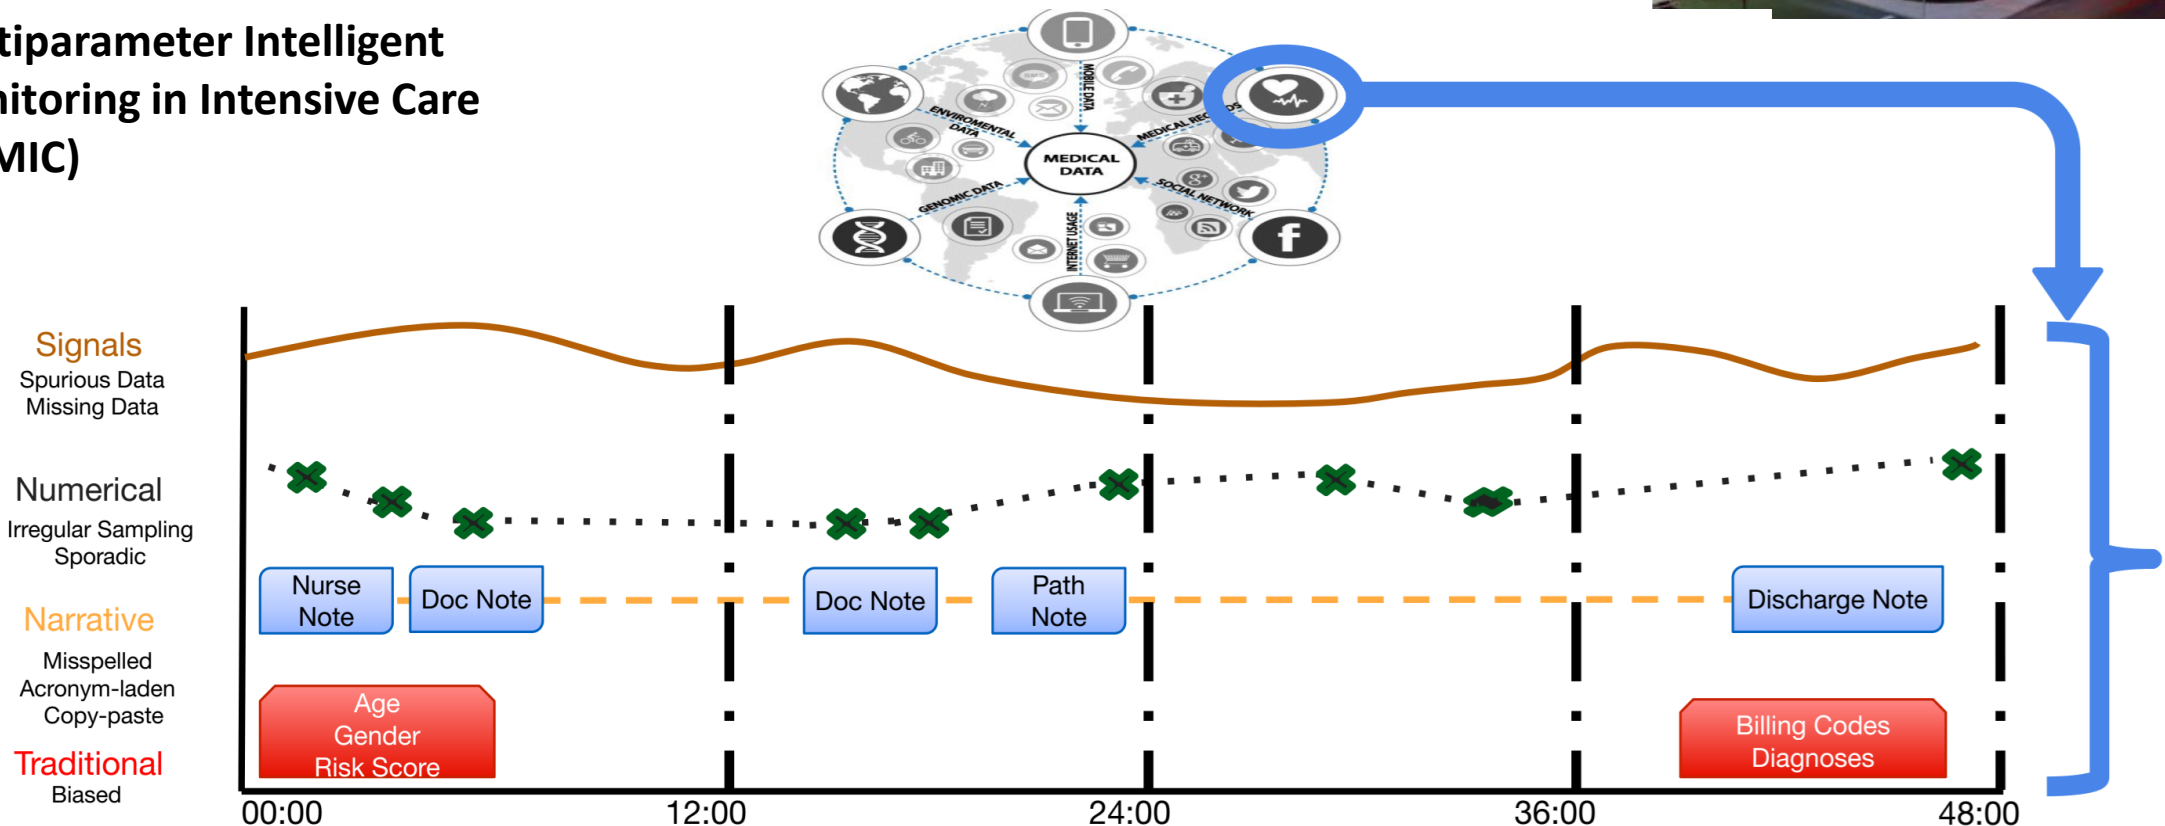 tiparameter Intelligent
nitoring in Intensive Care
MIC)
MOBILE DATA
ENVIROMENTAL
DATA
MEDICAL
DATA
GENOMIC DATA
SOCIAL NETWORK
INTERNET USAGE
SMS
g+
f
Signals
Spurious Data
Missing Data
Numerical
Irregular Sampling
Sporadic
Nurse
Note
Doc Note
Doc Note
Path
Note
Discharge Note
Narrative
Misspelled
Acronym-laden
Copy-paste
Age
Gender
Risk Score
Billing Codes
Diagnoses
Traditional
Biased
00:00
12:00
24:00
36:00
48:00